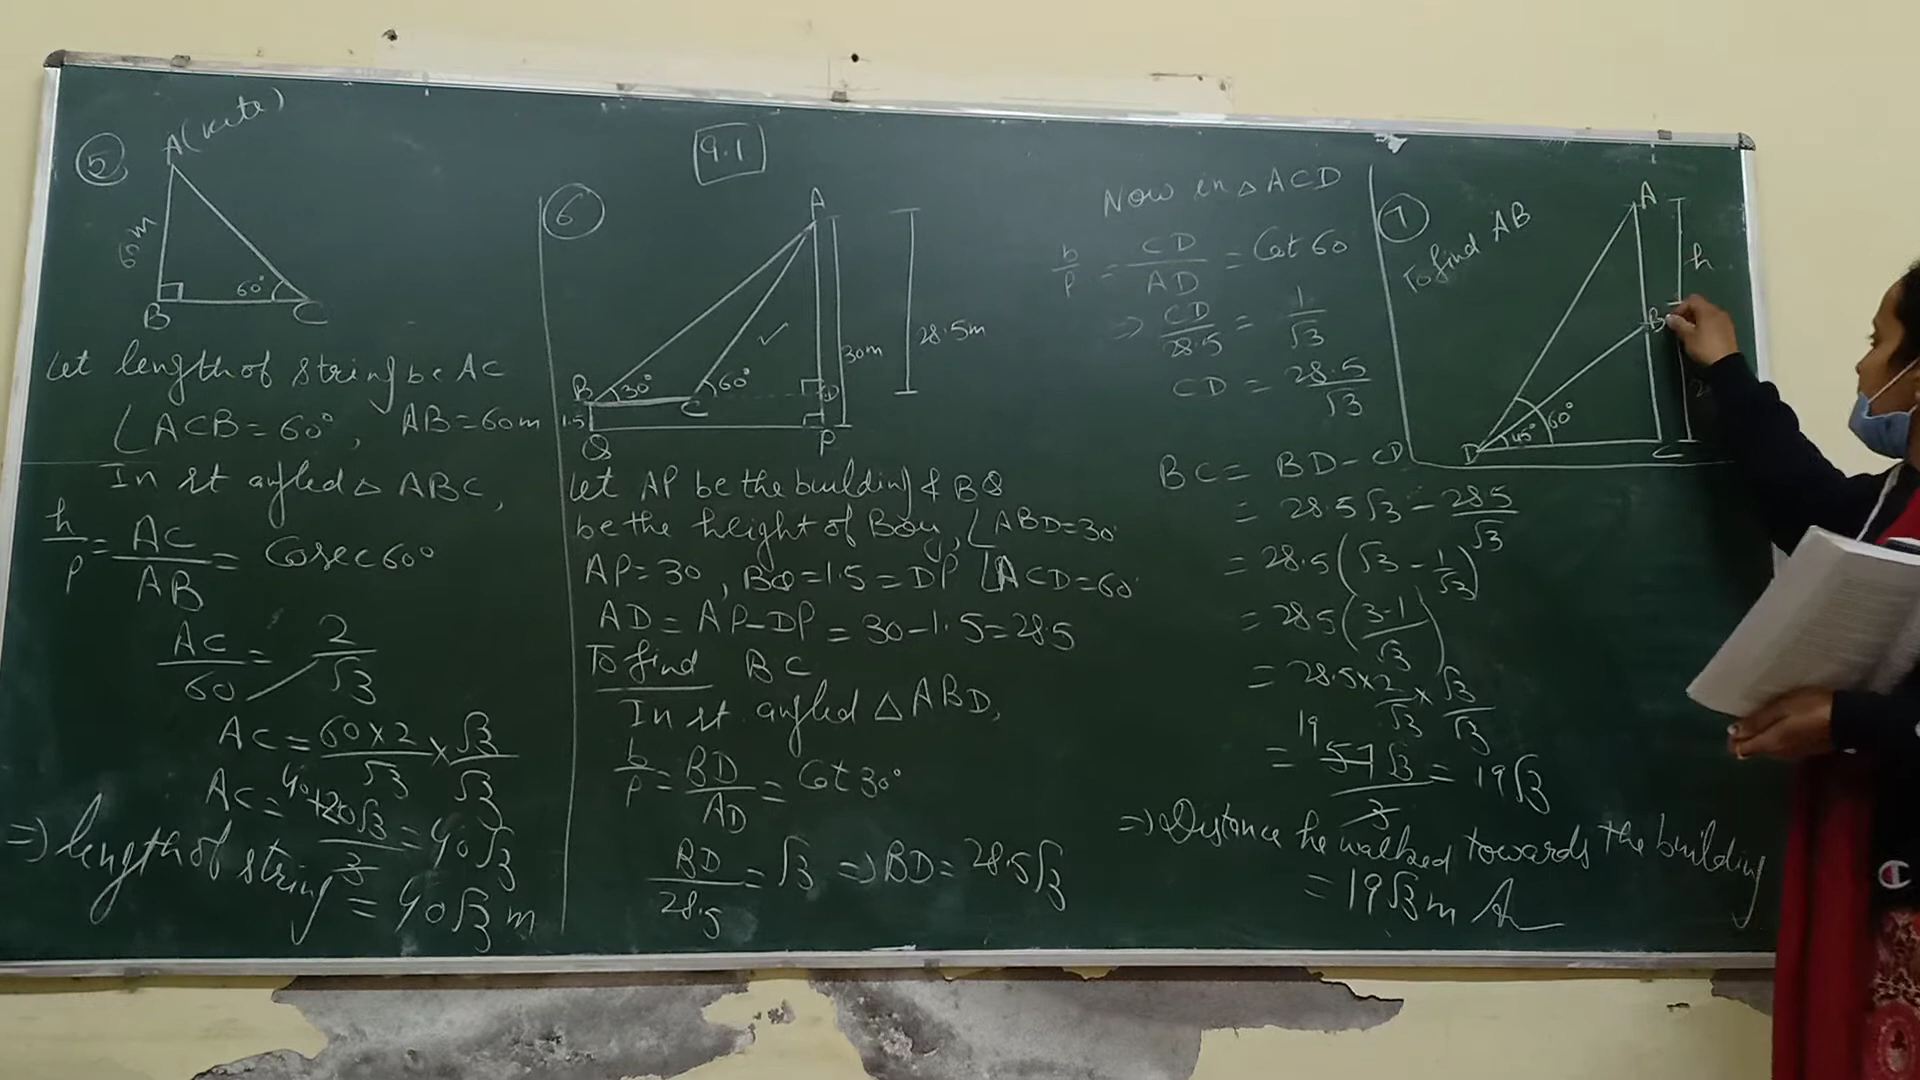 9.1
5
A (kite)
60 m
60°
B
C
Let length of string be AC
∠ACB = 60°, AB = 60m
In rt angled △ ABC,
h/p = AC/AB = Cosec 60°
AC/60 = 2/√3
AC = 60 × 2/√3 × √3/√3
AC = 40 120√3/3 = 40√3
⇒ length of string = 40√3 m
6
A
30m
28.5m
B 30°
C 60°
D
1.5
Q
P
Let AP be the building & BQ
be the height of Boy, ∠ABD = 30°
AP = 30, BQ = 1.5 = DP ∠ACD = 60°
AD = AP - DP = 30 - 1.5 = 28.5
To find BC
In rt. angled △ ABD,
b/p = BD/AD = Cot 30°
BD/28.5 = √3 ⇒ BD = 28.5√3
Now in △ ACD
b/p = CD/AD = Cot 60
⇒ CD/28.5 = 1/√3
CD = 28.5/√3
BC = BD - CD
= 28.5√3 - 28.5/√3
= 28.5 (√3 - 1/√3)
= 28.5 (3-1/√3)
= 28.5 × 2/√3 × √3/√3
= 19 57√3/3 = 19√3
⇒ Distance he walked towards the building
= 19√3 m
7
To find AB
A
h
B
45°
60°
D
C